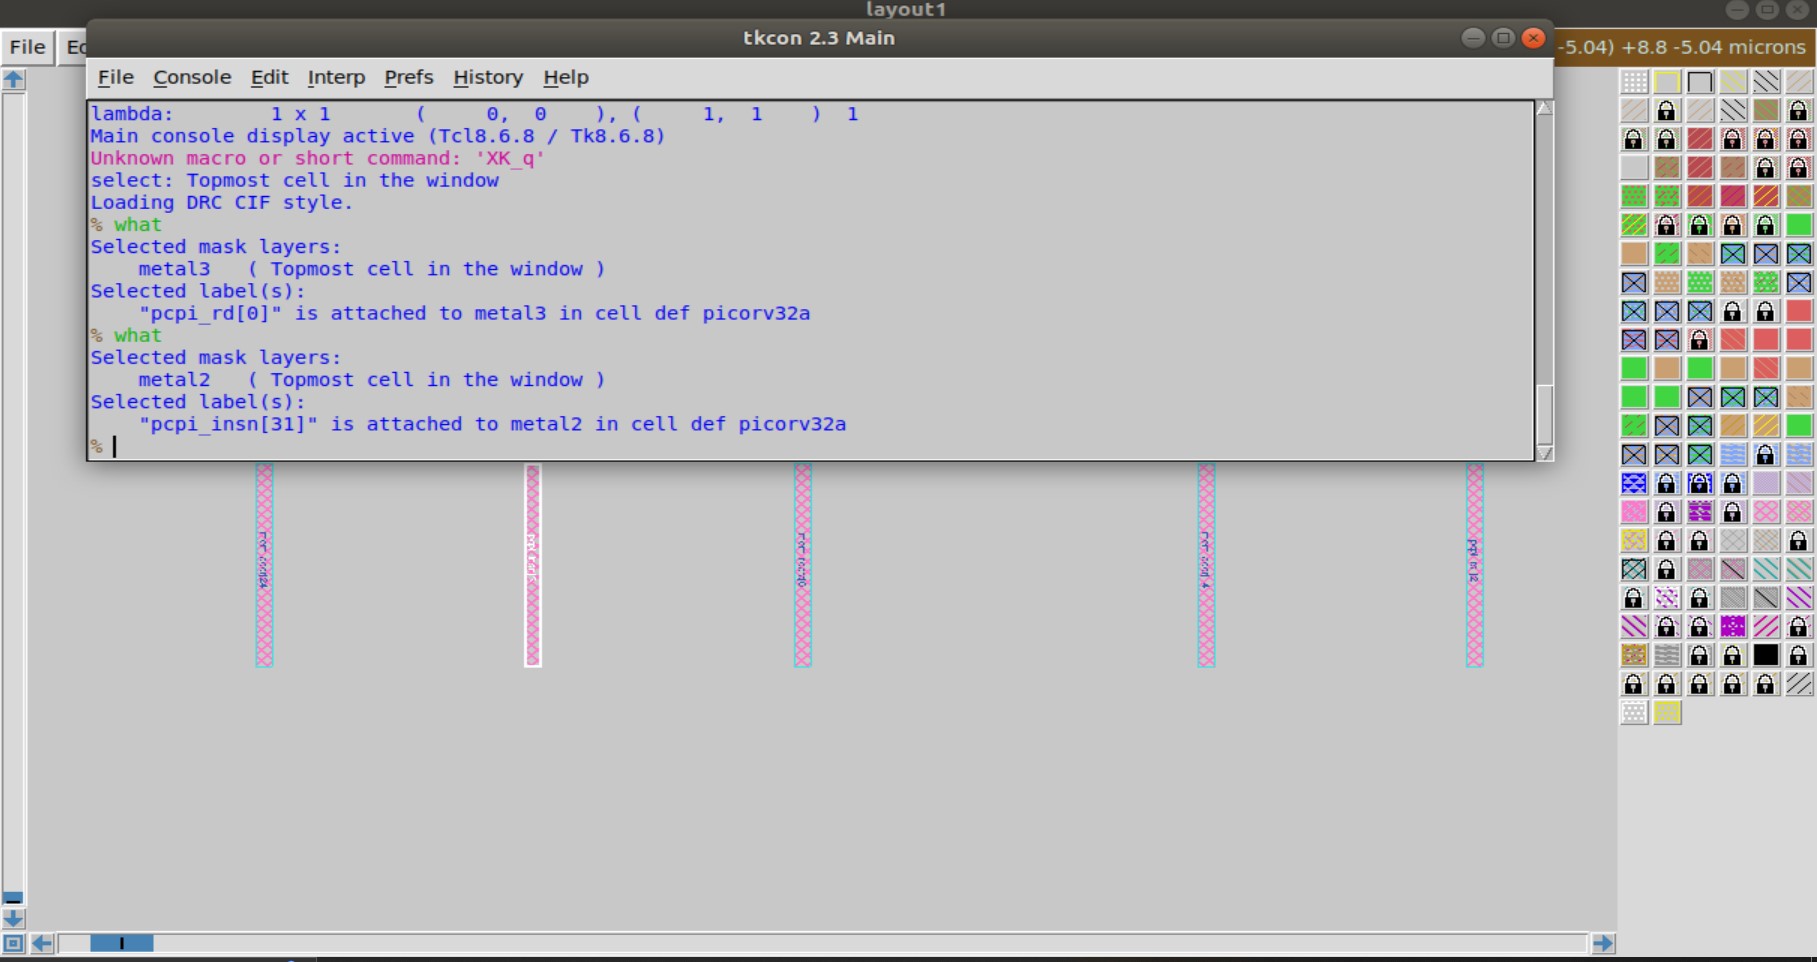 layout1
tkcon 2.3 Main
File
-5.04) +8.8 -5.04 microns
File Console Edit Interp Prefs History Help
lambda: 1 x 1 ( 0, 0 ), ( 1, 1 ) 1
Main console display active (Tcl8.6.8 / Tk8.6.8)
Unknown macro or short command: 'XK_q'
select: Topmost cell in the window
Loading DRC CIF style.
% what
Selected mask layers:
metal3 ( Topmost cell in the window )
Selected label(s):
"pcpi_rd[0]" is attached to metal3 in cell def picorv32a
% what
Selected mask layers:
metal2 ( Topmost cell in the window )
Selected label(s):
"pcpi_insn[31]" is attached to metal2 in cell def picorv32a
%